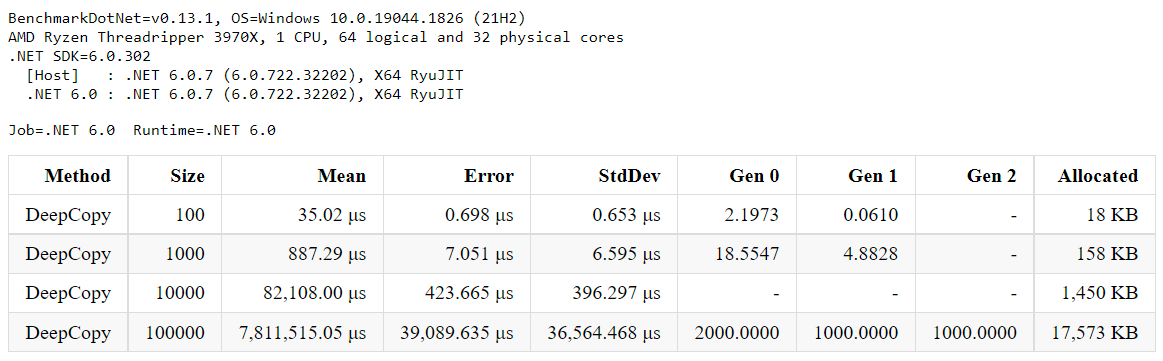 BenchmarkDotNet=v0.13.1, OS=Windows 10.0.19044.1826 (21H2)
AMD Ryzen Threadripper 3970X, 1 CPU, 64 logical and 32 physical cores
.NET SDK=6.0.302
[Host]   : .NET 6.0.7 (6.0.722.32202), X64 RyuJIT
.NET 6.0 : .NET 6.0.7 (6.0.722.32202), X64 RyuJIT
Job=.NET 6.0  Runtime=.NET 6.0
Method Size Mean Error StdDev Gen 0 Gen 1 Gen 2 Allocated
DeepCopy 100 35.02 μs 0.698 μs 0.653 μs 2.1973 0.0610 - 18 KB
DeepCopy 1000 887.29 μs 7.051 μs 6.595 μs 18.5547 4.8828 - 158 KB
DeepCopy 10000 82,108.00 μs 423.665 μs 396.297 μs - - - 1,450 KB
DeepCopy 100000 7,811,515.05 μs 39,089.635 μs 36,564.468 μs 2000.0000 1000.0000 1000.0000 17,573 KB